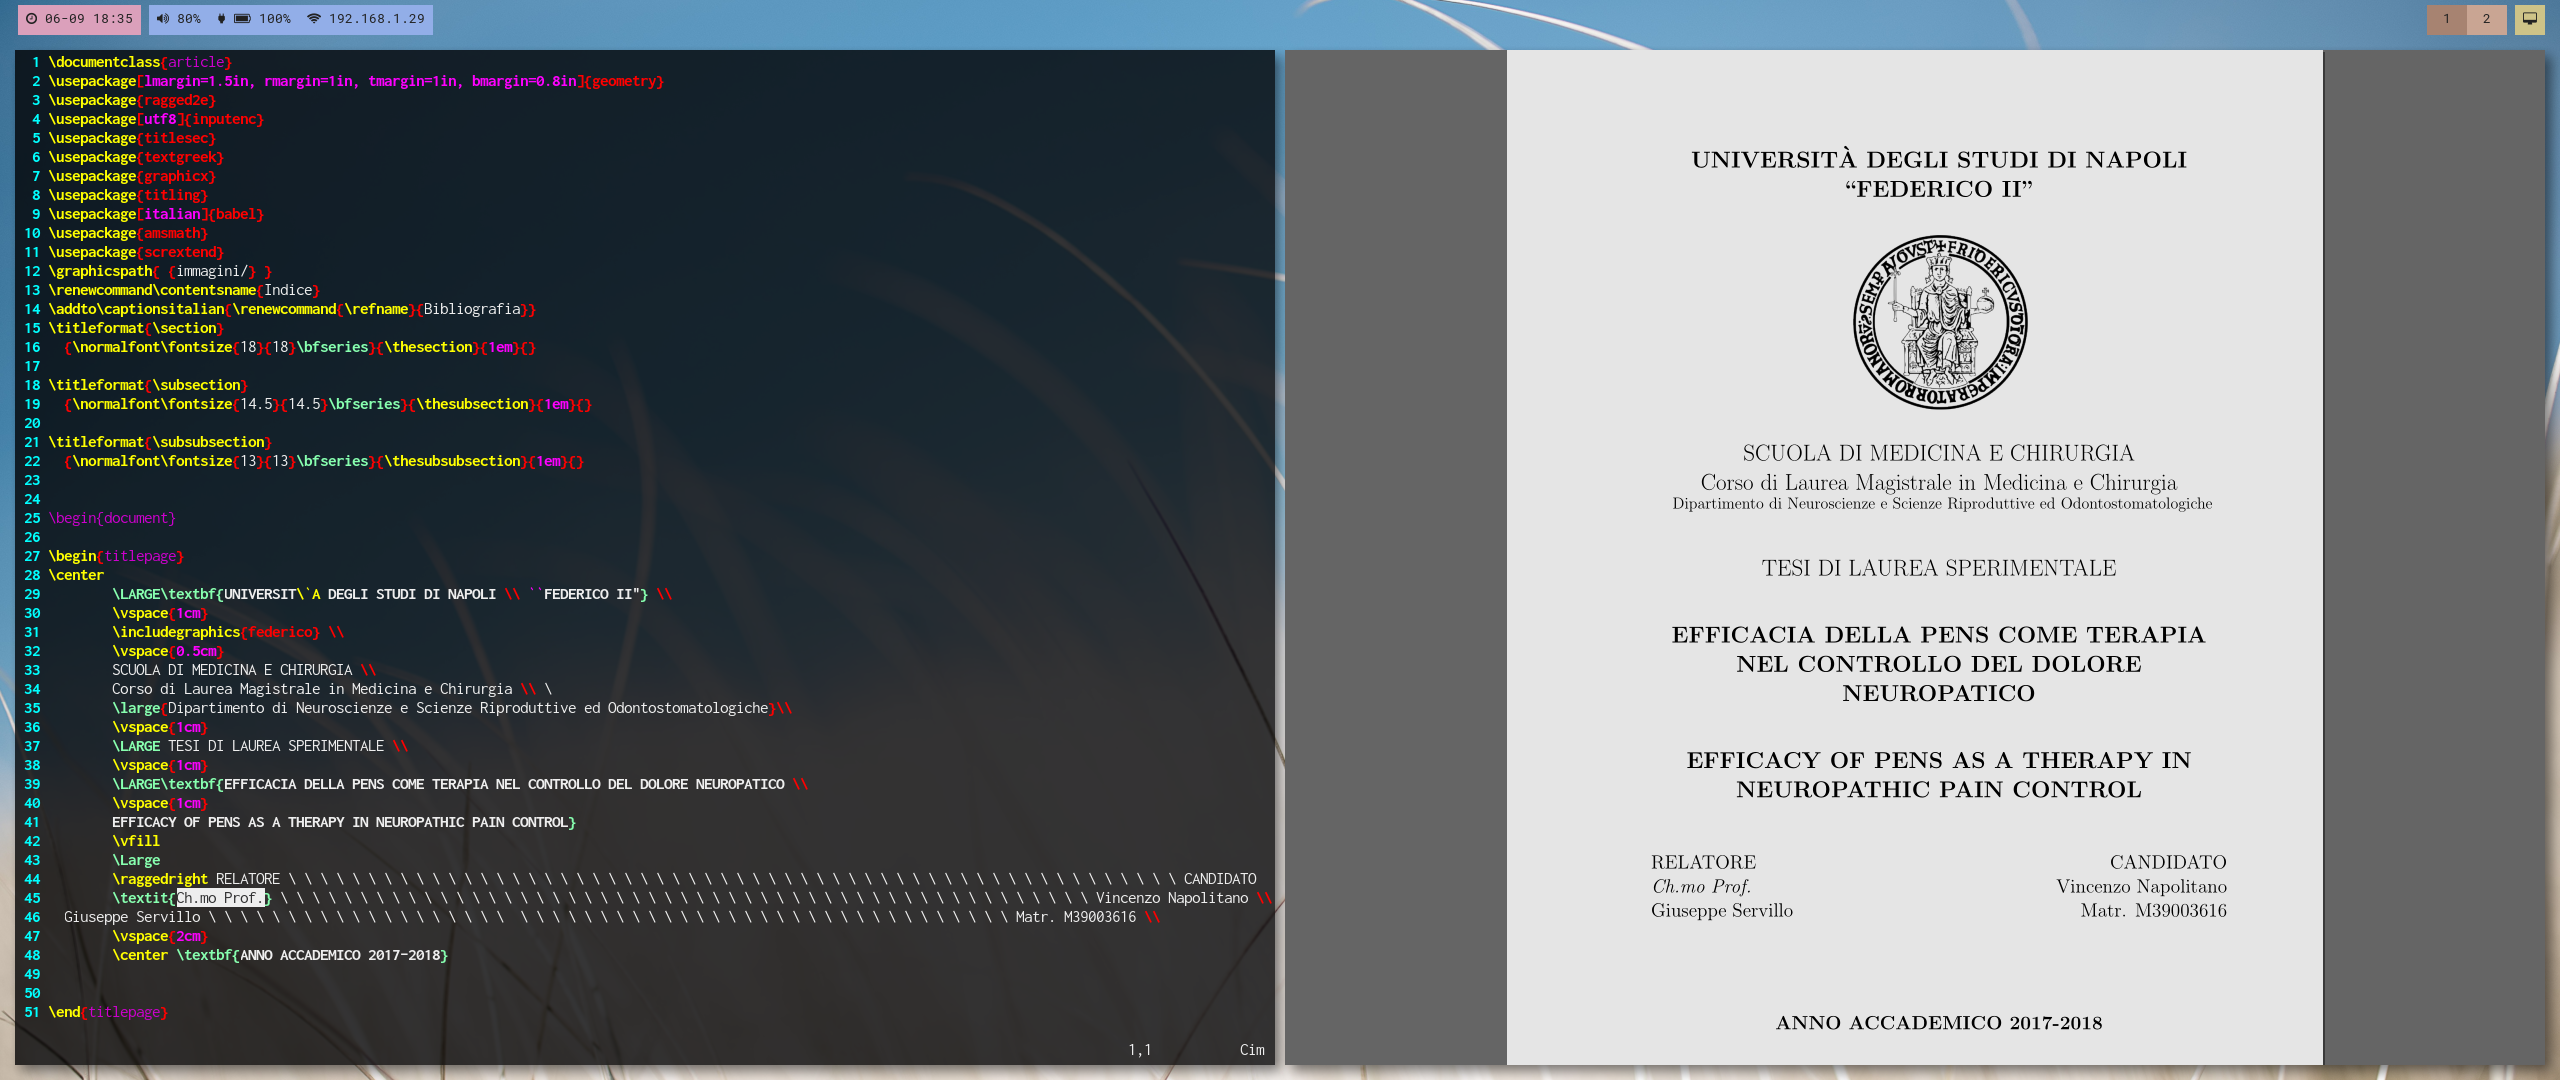 06-09 18:35 80% 100% 192.168.1.29 1 2
1 \documentclass{article}
2 \usepackage[lmargin=1.5in, rmargin=1in, tmargin=1in, bmargin=0.8in]{geometry}
3 \usepackage{ragged2e}
4 \usepackage[utf8]{inputenc}
5 \usepackage{titlesec}
6 \usepackage{textgreek}
7 \usepackage{graphicx}
8 \usepackage{titling}
9 \usepackage[italian]{babel}
10 \usepackage{amsmath}
11 \usepackage{scrextend}
12 \graphicspath{ {immagini/} }
13 \renewcommand\contentsname{Indice}
14 \addto\captionsitalian{\renewcommand{\refname}{Bibliografia}}
15 \titleformat{\section}
16 {\normalfont\fontsize{18}{18}\bfseries}{\thesection}{1em}{}
17
18 \titleformat{\subsection}
19 {\normalfont\fontsize{14.5}{14.5}\bfseries}{\thesubsection}{1em}{}
20
21 \titleformat{\subsubsection}
22 {\normalfont\fontsize{13}{13}\bfseries}{\thesubsubsection}{1em}{}
23
24
25 \begin{document}
26
27 \begin{titlepage}
28 \center
29 \LARGE\textbf{UNIVERSIT\`A DEGLI STUDI DI NAPOLI \\ ``FEDERICO II"} \\
30 \vspace{1cm}
31 \includegraphics{federico} \\
32 \vspace{0.5cm}
33 SCUOLA DI MEDICINA E CHIRURGIA \\
34 Corso di Laurea Magistrale in Medicina e Chirurgia \\ \
35 \large{Dipartimento di Neuroscienze e Scienze Riproduttive ed Odontostomatologiche}\\
36 \vspace{1cm}
37 \LARGE TESI DI LAUREA SPERIMENTALE \\
38 \vspace{1cm}
39 \LARGE\textbf{EFFICACIA DELLA PENS COME TERAPIA NEL CONTROLLO DEL DOLORE NEUROPATICO \\
40 \vspace{1cm}
41 EFFICACY OF PENS AS A THERAPY IN NEUROPATHIC PAIN CONTROL}
42 \vfill
43 \Large
44 \raggedright RELATORE \ \ \ \ \ \ \ \ \ \ \ \ \ \ \ \ \ \ \ \ \ \ \ \ \ \ \ \ \ \ \ \ \ \ \ \ \ \ \ \ \ \ \ \ \ \ \ \ \ \ \ \ \ \ \ \ CANDIDATO
45 \textit{Ch.mo Prof.} \ \ \ \ \ \ \ \ \ \ \ \ \ \ \ \ \ \ \ \ \ \ \ \ \ \ \ \ \ \ \ \ \ \ \ \ \ \ \ \ \ \ \ \ \ \ \ \ \ \ \ Vincenzo Napolitano \\
46 Giuseppe Servillo \ \ \ \ \ \ \ \ \ \ \ \ \ \ \ \ \ \ \  \ \ \ \ \ \ \ \ \ \ \ \ \ \ \ \ \ \ \ \ \ \ \ \ \ \ \ \ \ \ \ Matr. M39003616 \\
47 \vspace{2cm}
48 \center \textbf{ANNO ACCADEMICO 2017-2018}
49
50
51 \end{titlepage}
1,1 Cim
UNIVERSITÀ DEGLI STUDI DI NAPOLI
“FEDERICO II”
SCUOLA DI MEDICINA E CHIRURGIA
Corso di Laurea Magistrale in Medicina e Chirurgia
Dipartimento di Neuroscienze e Scienze Riproduttive ed Odontostomatologiche
TESI DI LAUREA SPERIMENTALE
EFFICACIA DELLA PENS COME TERAPIA
NEL CONTROLLO DEL DOLORE
NEUROPATICO
EFFICACY OF PENS AS A THERAPY IN
NEUROPATHIC PAIN CONTROL
RELATORE CANDIDATO
Ch.mo Prof. Vincenzo Napolitano
Giuseppe Servillo Matr. M39003616
ANNO ACCADEMICO 2017-2018